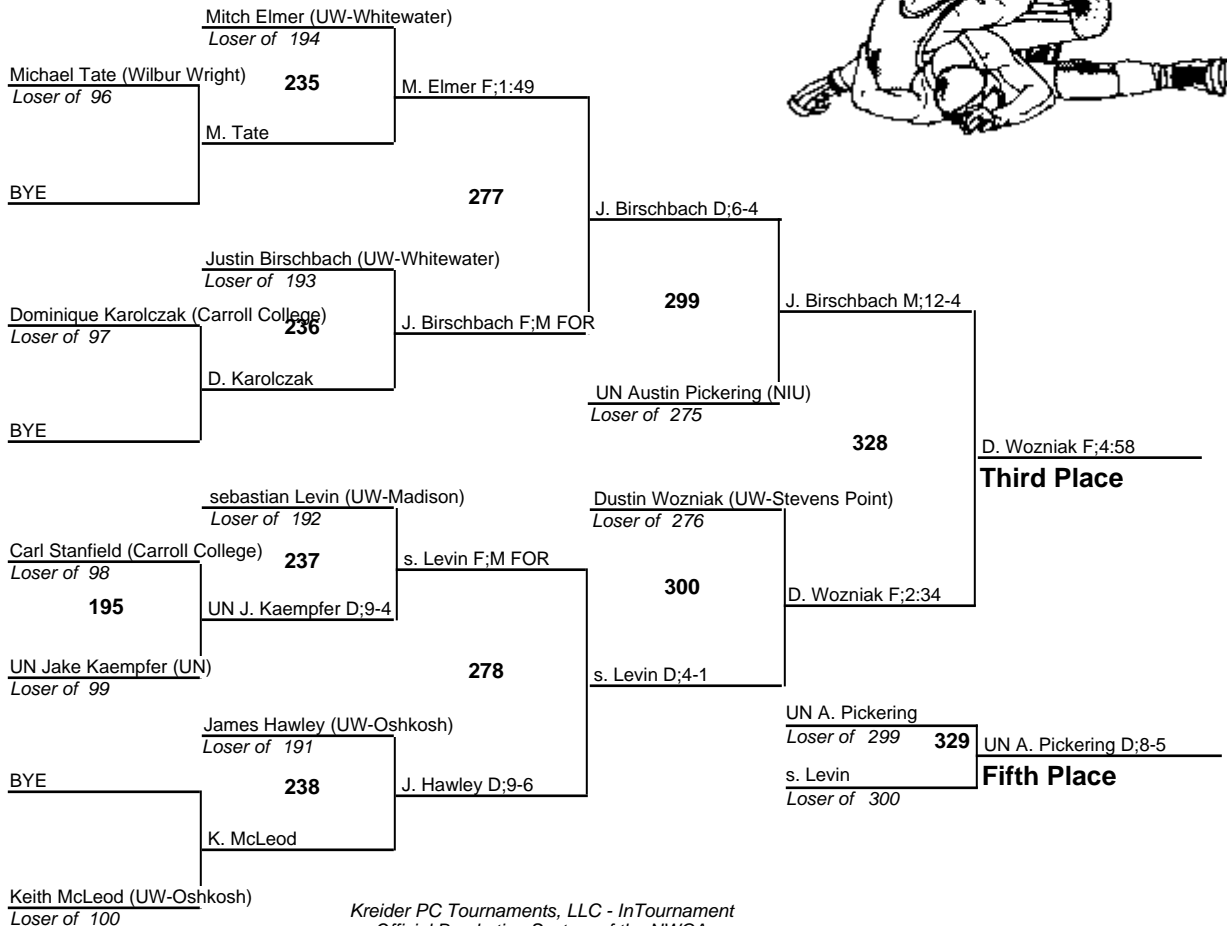 Mitch Elmer (UW-Whitewater)
Loser of 194
Michael Tate (Wilbur Wright)
Loser of 96
235
M. Elmer F;1:49
M. Tate
BYE
277
J. Birschbach D;6-4
Justin Birschbach (UW-Whitewater)
Loser of 193
Dominique Karolczak (Carroll College)
Loser of 97
236
J. Birschbach F;M FOR
299
J. Birschbach M;12-4
D. Karolczak
UN Austin Pickering (NIU)
Loser of 275
BYE
328
D. Wozniak F;4:58
Third Place
sebastian Levin (UW-Madison)
Loser of 192
Dustin Wozniak (UW-Stevens Point)
Loser of 276
Carl Stanfield (Carroll College)
Loser of 98
237
s. Levin F;M FOR
300
D. Wozniak F;2:34
195
UN J. Kaempfer D;9-4
UN Jake Kaempfer (UN)
Loser of 99
278
s. Levin D;4-1
James Hawley (UW-Oshkosh)
Loser of 191
UN A. Pickering
Loser of 299
329
UN A. Pickering D;8-5
Fifth Place
s. Levin
Loser of 300
BYE
238
J. Hawley D;9-6
K. McLeod
Keith McLeod (UW-Oshkosh)
Loser of 100
Kreider PC Tournaments, LLC - InTournament